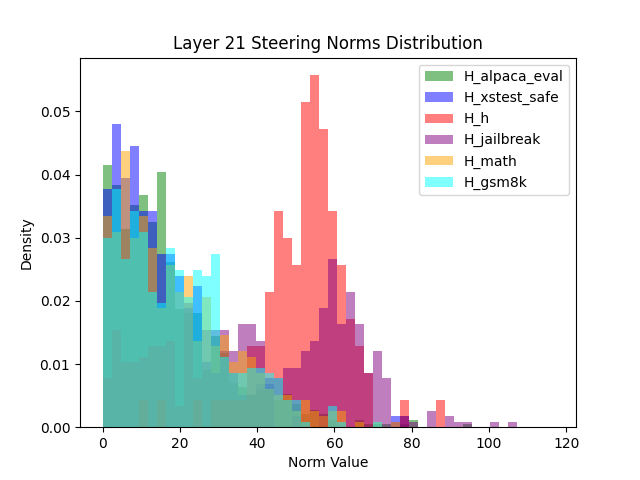 Layer 21 Steering Norms Distribution
H_alpaca_eval
H_xstest_safe
H_h
H_jailbreak
H_math
H_gsm8k
Density
0.05
0.04
0.03
0.02
0.01
0.00
0 20 40 60 80 100 120
Norm Value